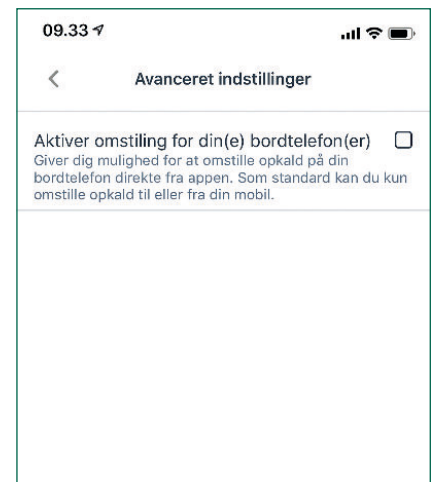 09.33
Avanceret indstillinger
Aktiver omstiling for din(e) bordtelefon(er)
Giver dig mulighed for at omstille opkald på din
bordtelefon direkte fra appen. Som standard kan du kun
omstille opkald til eller fra din mobil.